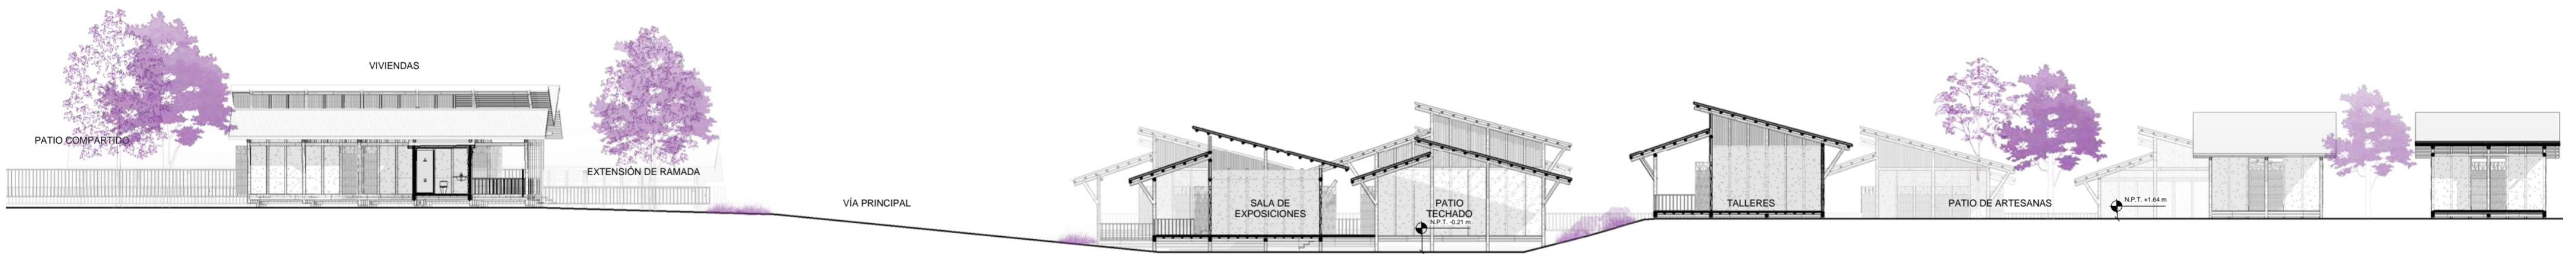 VIVIENDAS
PATIO COMPARTIDO
EXTENSIÓN DE RAMADA
VÍA PRINCIPAL
SALA DE
EXPOSICIONES
PATIO
TECHADO
N.P.T. -0.21 m
TALLERES
PATIO DE ARTESANAS
N.P.T. +1.64 m